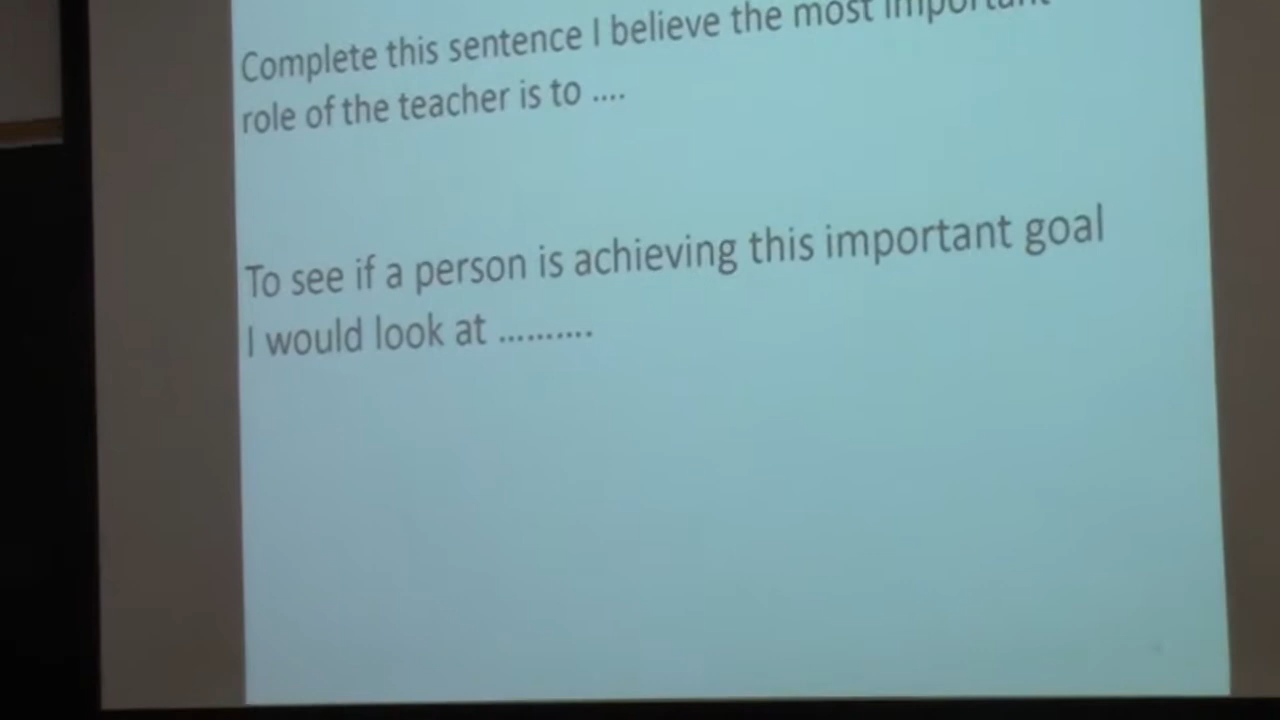 Complete this sentence I believe the most important
role of the teacher is to ....
To see if a person is achieving this important goal
I would look at ..........